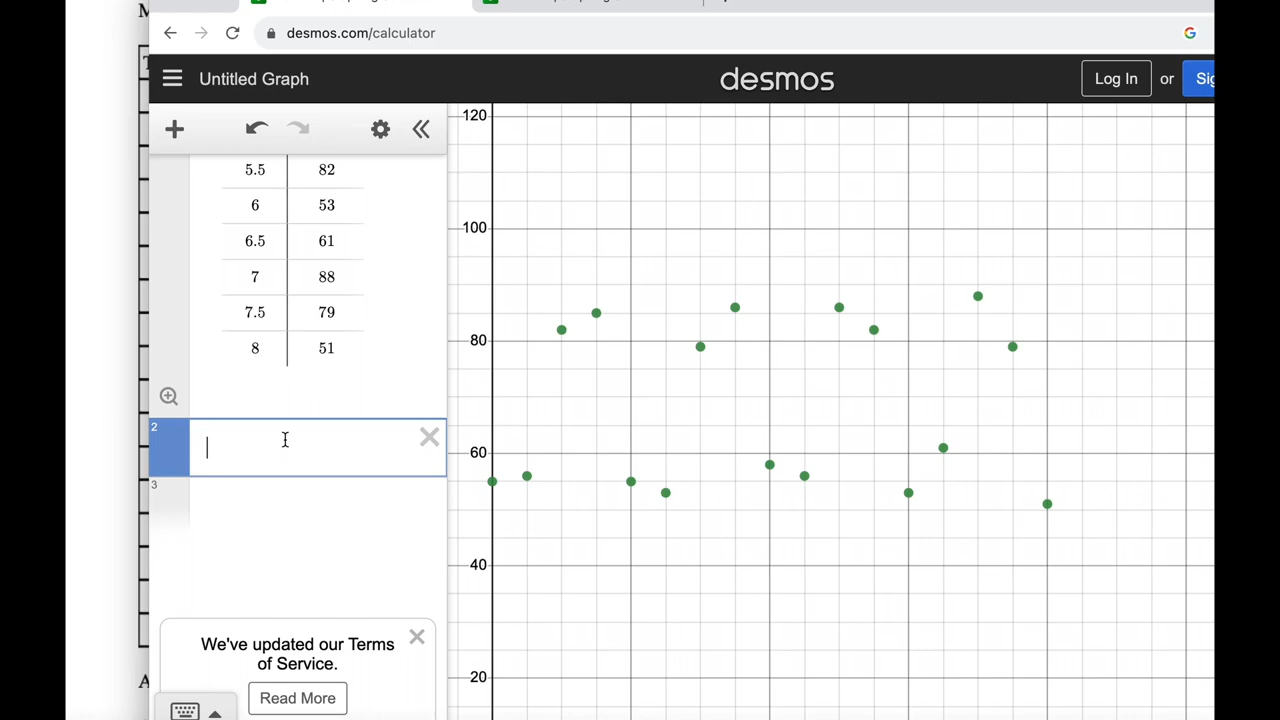 M
desmos.com/calculator
T
Untitled Graph
desmos
Log In or
5.5 82
6 53
6.5 61
7 88
7.5 79
8 51
2
3
We've updated our Terms
of Service.
Read More
A
120
100
80
60
40
20